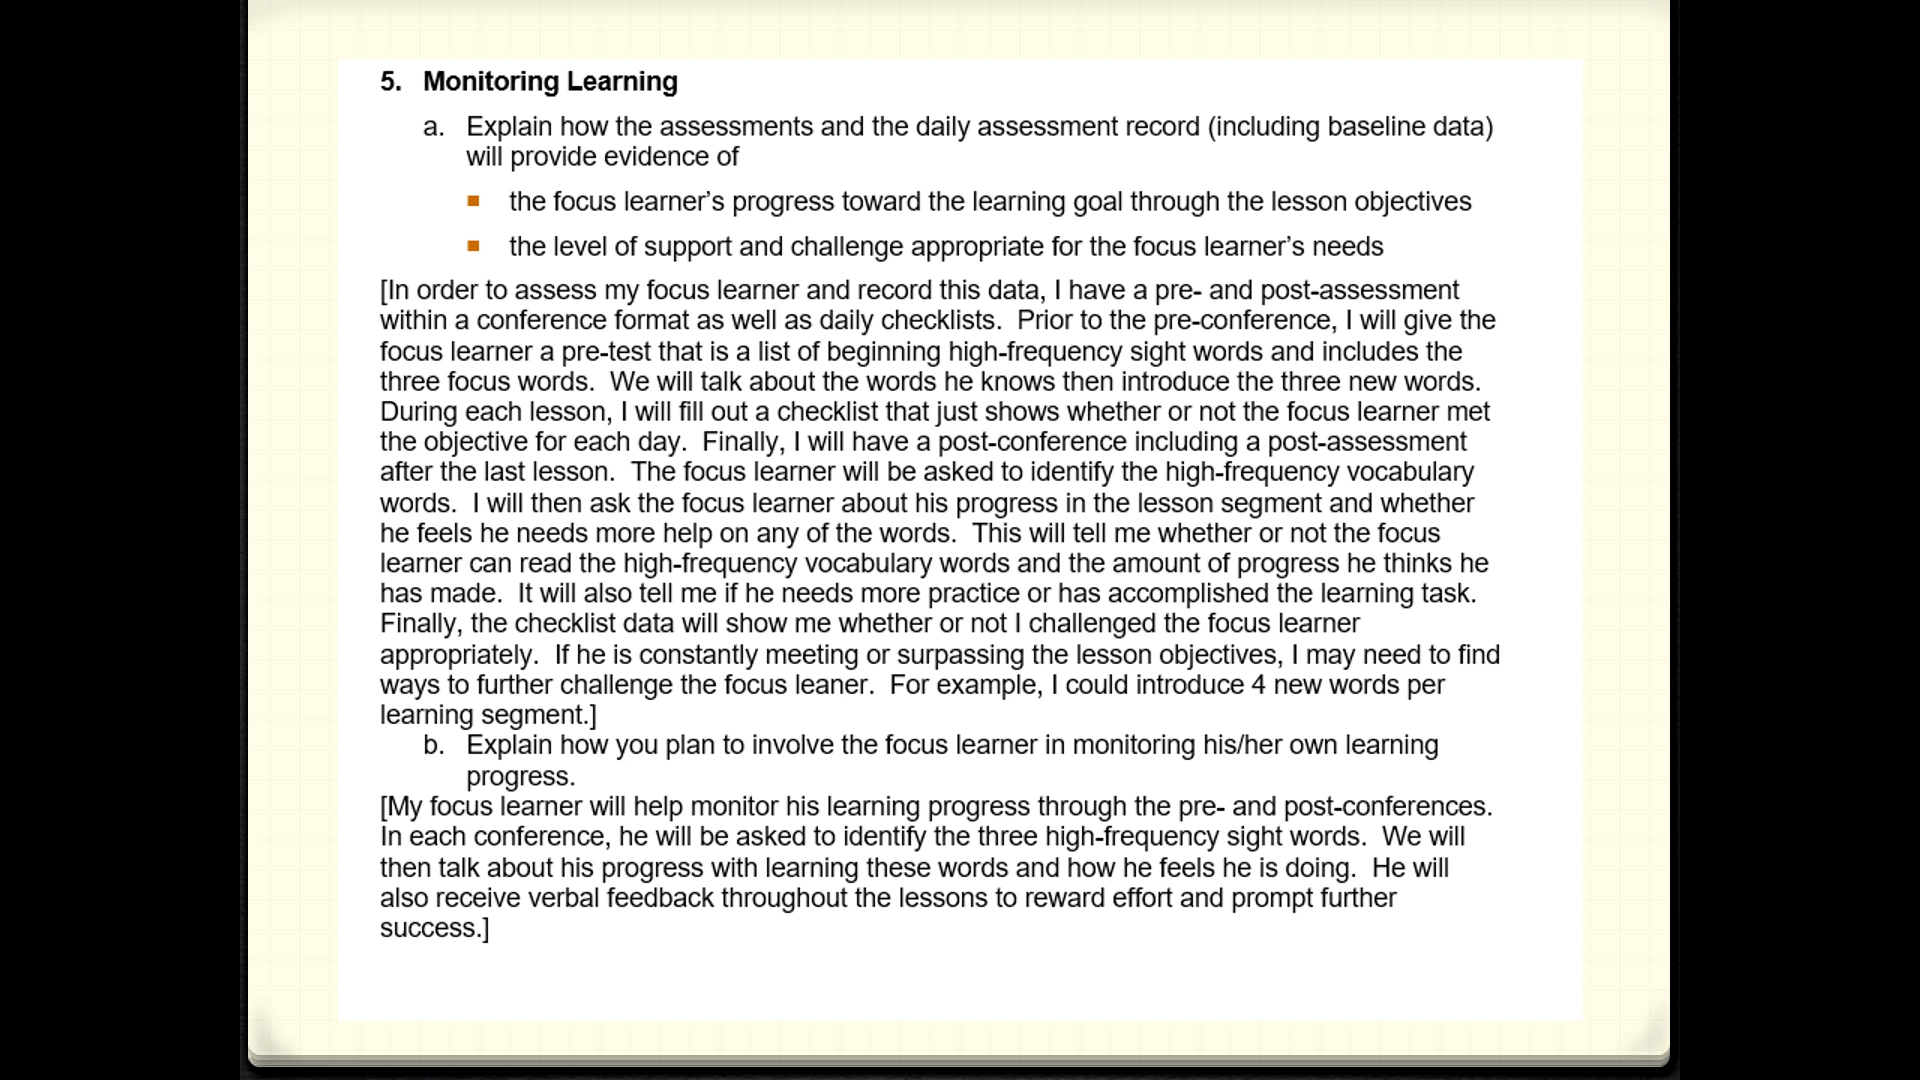 5. Monitoring Learning
a. Explain how the assessments and the daily assessment record (including baseline data)
will provide evidence of
■ the focus learner’s progress toward the learning goal through the lesson objectives
■ the level of support and challenge appropriate for the focus learner’s needs
[In order to assess my focus learner and record this data, I have a pre- and post-assessment
within a conference format as well as daily checklists.  Prior to the pre-conference, I will give the
focus learner a pre-test that is a list of beginning high-frequency sight words and includes the
three focus words.  We will talk about the words he knows then introduce the three new words.
During each lesson, I will fill out a checklist that just shows whether or not the focus learner met
the objective for each day.  Finally, I will have a post-conference including a post-assessment
after the last lesson.  The focus learner will be asked to identify the high-frequency vocabulary
words.  I will then ask the focus learner about his progress in the lesson segment and whether
he feels he needs more help on any of the words.  This will tell me whether or not the focus
learner can read the high-frequency vocabulary words and the amount of progress he thinks he
has made.  It will also tell me if he needs more practice or has accomplished the learning task.
Finally, the checklist data will show me whether or not I challenged the focus learner
appropriately.  If he is constantly meeting or surpassing the lesson objectives, I may need to find
ways to further challenge the focus leaner.  For example, I could introduce 4 new words per
learning segment.]
b. Explain how you plan to involve the focus learner in monitoring his/her own learning
progress.
[My focus learner will help monitor his learning progress through the pre- and post-conferences.
In each conference, he will be asked to identify the three high-frequency sight words.  We will
then talk about his progress with learning these words and how he feels he is doing.  He will
also receive verbal feedback throughout the lessons to reward effort and prompt further
success.]